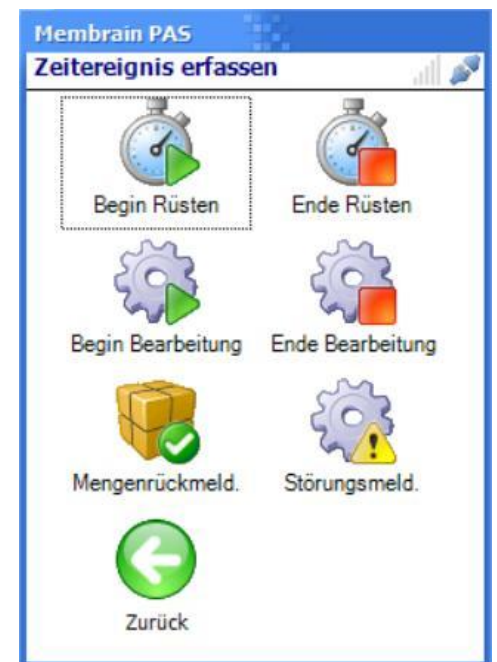 Membrain PAS
Zeitereignis erfassen
Begin Rüsten
Ende Rüsten
Begin Bearbeitung
Ende Bearbeitung
Mengenrückmeld.
Störungsmeld.
Zurück